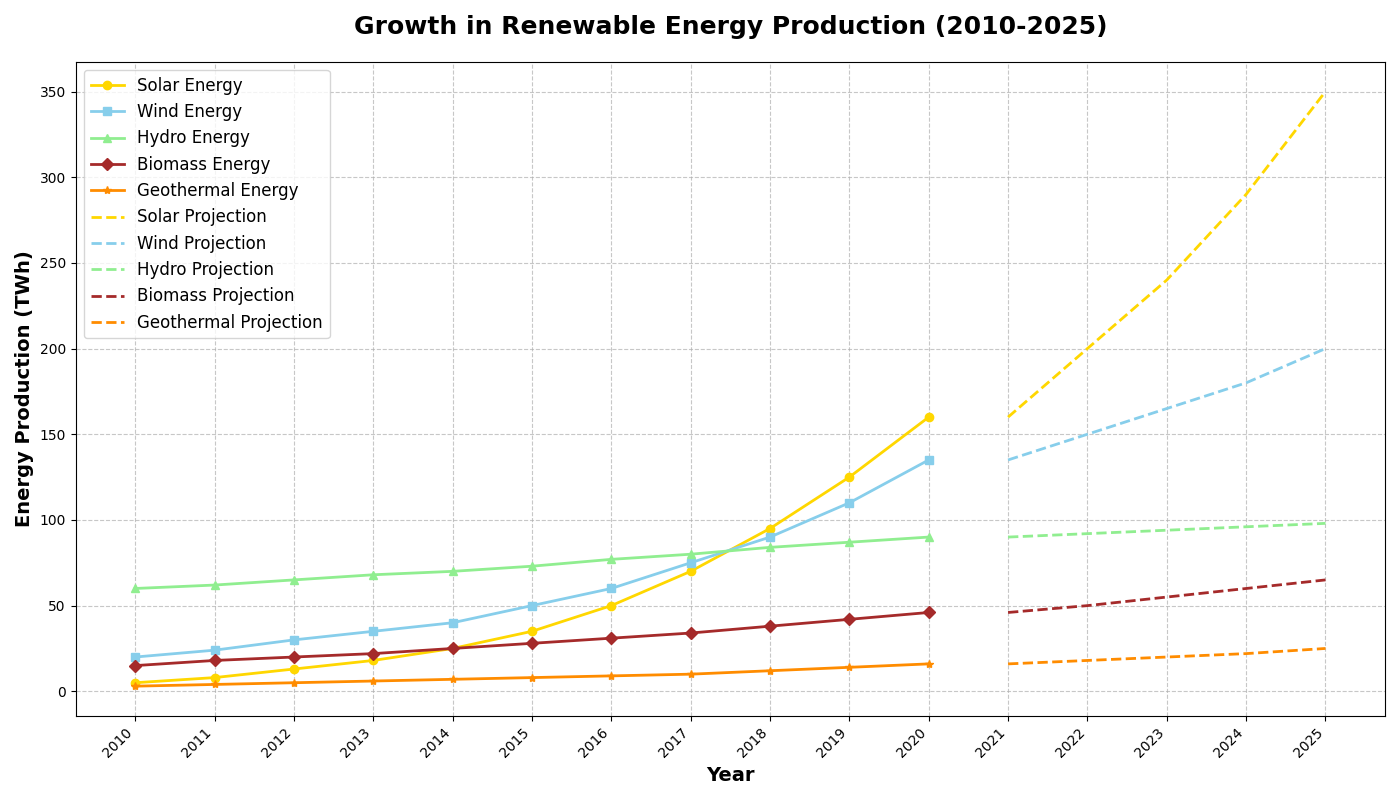 Growth in Renewable Energy Production (2010-2025)
Solar Energy
Wind Energy
Hydro Energy
Biomass Energy
Geothermal Energy
Solar Projection
Wind Projection
Hydro Projection
Biomass Projection
Geothermal Projection
Energy Production (TWh)
350
300
250
200
150
100
50
0
2010
2011
2012
2013
2014
2015
2016
2017
2018
2019
2020
2021
2022
2023
2024
2025
Year